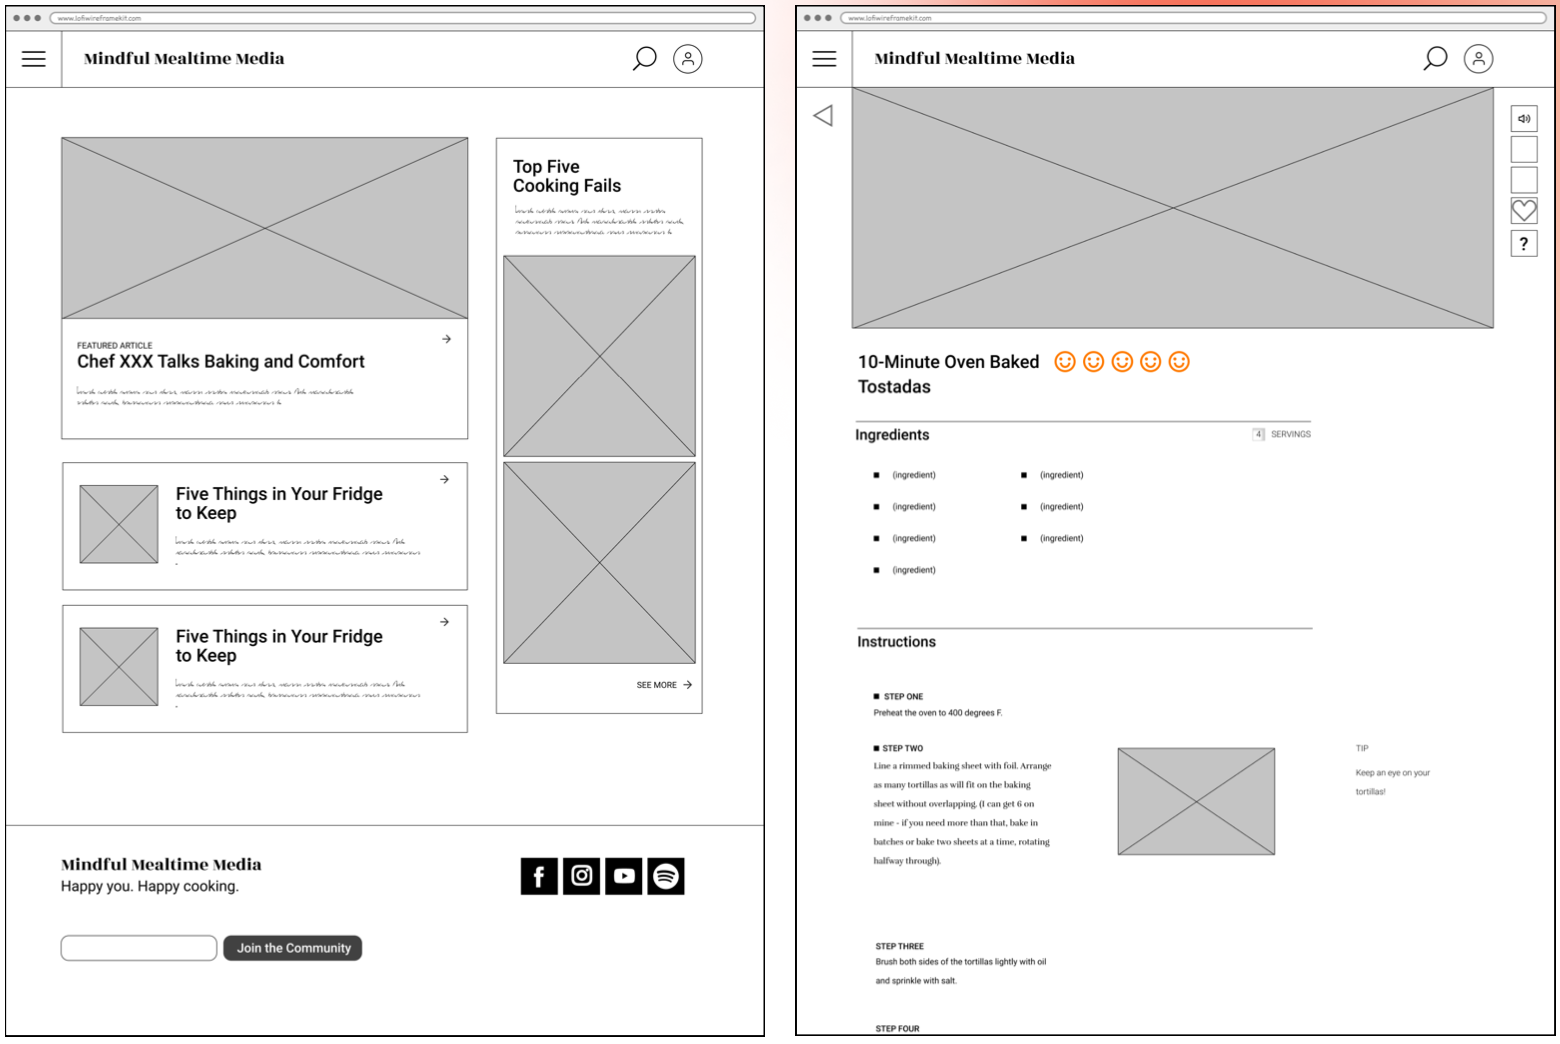 www.lofiwireframekit.com
Mindful Mealtime Media
FEATURED ARTICLE
Chef XXX Talks Baking and Comfort
Five Things in Your Fridge
to Keep
Five Things in Your Fridge
to Keep
Top Five
Cooking Fails
SEE MORE
Mindful Mealtime Media
Happy you. Happy cooking.
Join the Community
www.lofiwireframekit.com
Mindful Mealtime Media
?
10-Minute Oven Baked
Tostadas
Ingredients
4 SERVINGS
(ingredient) (ingredient)
(ingredient) (ingredient)
(ingredient) (ingredient)
(ingredient)
Instructions
STEP ONE
Preheat the oven to 400 degrees F.
STEP TWO
Line a rimmed baking sheet with foil. Arrange
as many tortillas as will fit on the baking
sheet without overlapping. (I can get 6 on
mine - if you need more than that, bake in
batches or bake two sheets at a time, rotating
halfway through).
TIP
Keep an eye on your
tortillas!
STEP THREE
Brush both sides of the tortillas lightly with oil
and sprinkle with salt.
STEP FOUR